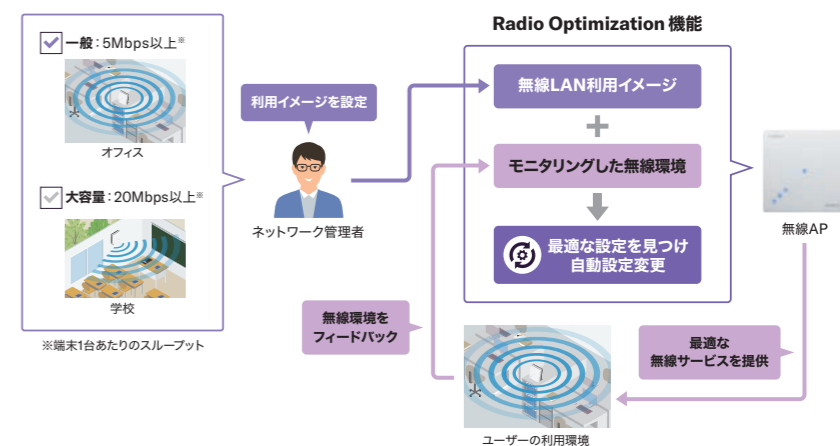 Radio Optimization 機能
一般：5Mbps以上※
オフィス
大容量：20Mbps以上※
学校
※端末1台あたりのスループット
利用イメージを設定
ネットワーク管理者
無線LAN利用イメージ
+
モニタリングした無線環境
最適な設定を見つけ
自動設定変更
無線AP
無線環境を
フィードバック
最適な
無線サービスを提供
ユーザーの利用環境